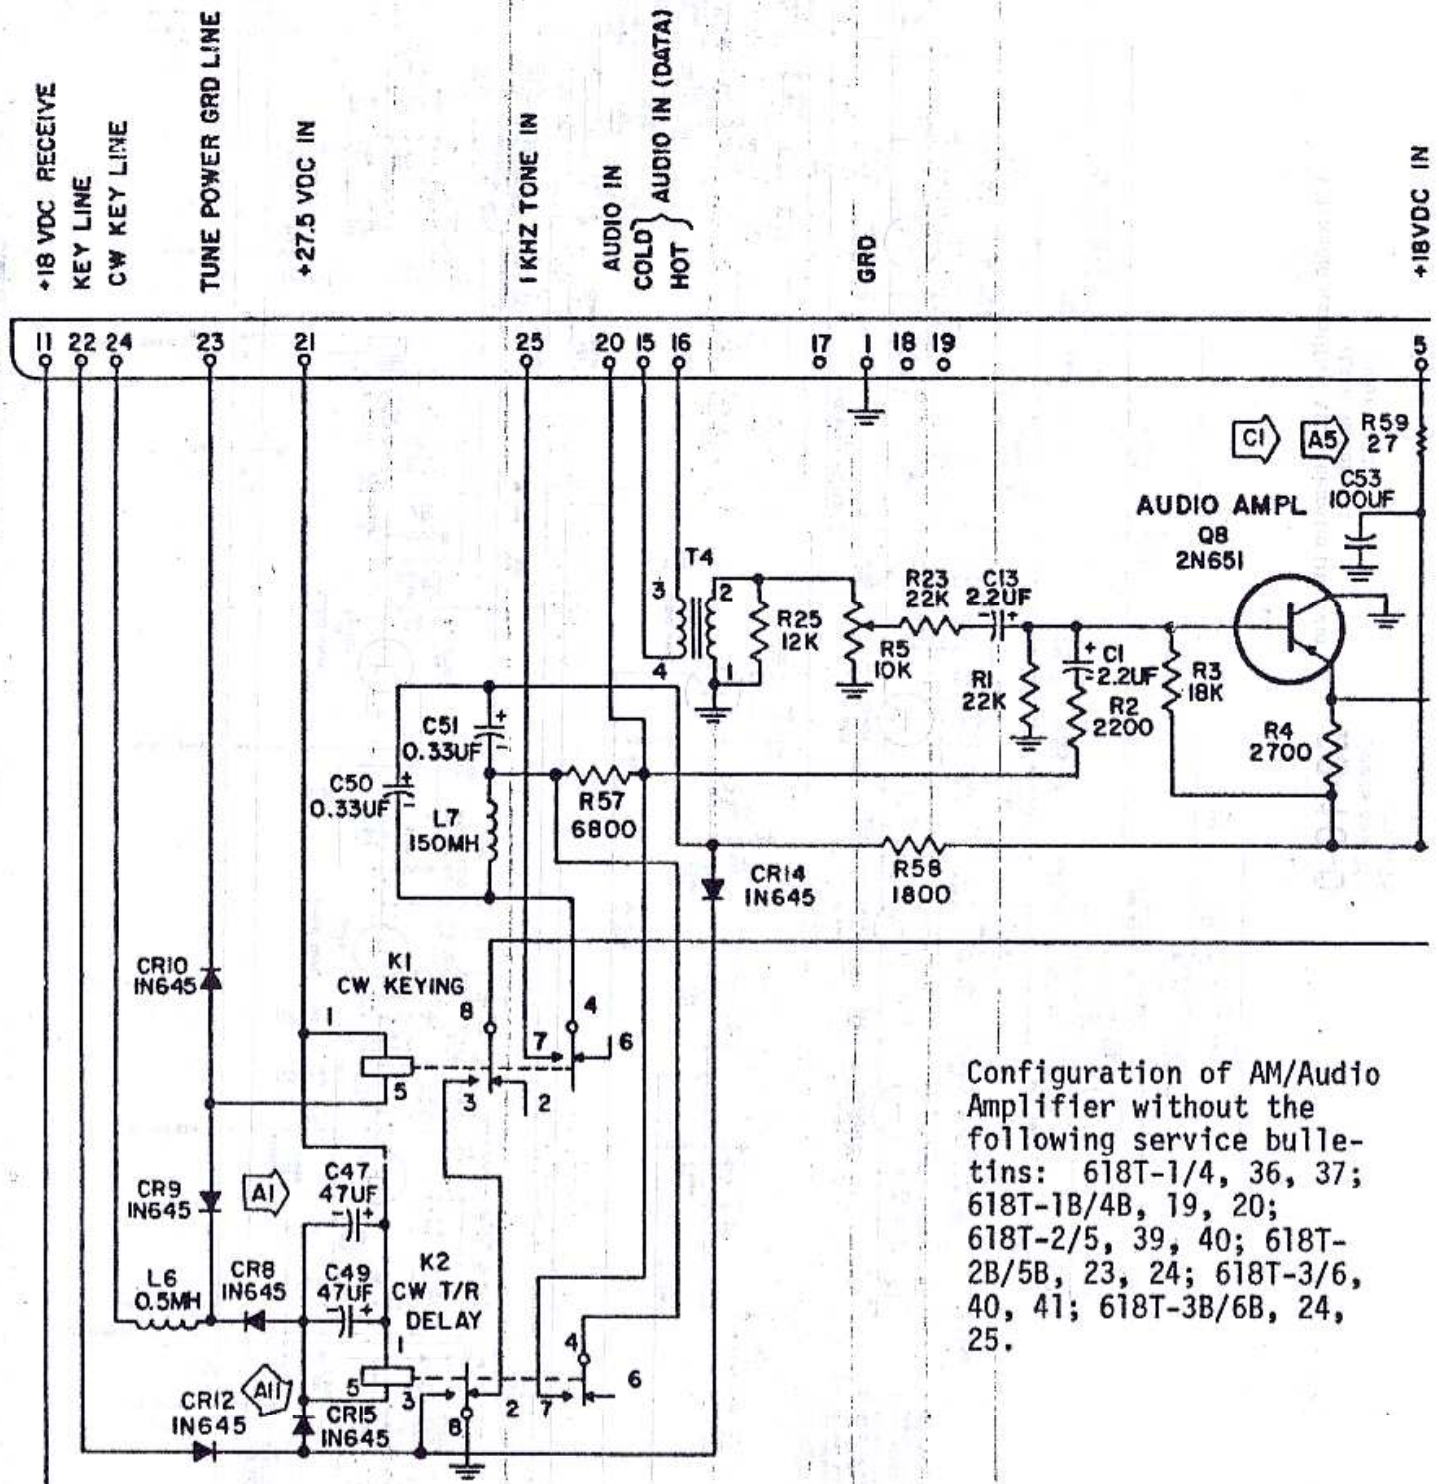 +18 VDC RECEIVE
KEY LINE
CW KEY LINE
TUNE POWER GRD LINE
+27.5 VDC IN
1 KHZ TONE IN
AUDIO IN
COLD
HOT
AUDIO IN (DATA)
GRD
+18VDC IN
11 22 24 23 21 25 20 15 16 17 1 18 19 5
C1
A5
R59
27
C53
100UF
AUDIO AMPL
Q8
2N651
T4
3
2
4
1
R25
12K
R5
10K
R23
22K
C13
2.2UF
- +
R1
22K
+
C1
-
2.2UF
R2
2200
R3
18K
R4
2700
C51
0.33UF
+
-
C50
0.33UF
+
-
L7
150MH
R57
6800
R58
1800
CR14
1N645
CR10
1N645
K1
CW KEYING
1
5
8
4
7
6
3
2
CR9
1N645
A1
C47
47UF
- +
L6
0.5MH
CR8
1N645
C49
47UF
- +
K2
CW T/R
DELAY
1
5
3
8
2
4
7
6
CR12
1N645
A11
CR15
1N645
Configuration of AM/Audio
Amplifier without the
following service bulle-
tins: 618T-1/4, 36, 37;
618T-1B/4B, 19, 20;
618T-2/5, 39, 40; 618T-
2B/5B, 23, 24; 618T-3/6,
40, 41; 618T-3B/6B, 24,
25.